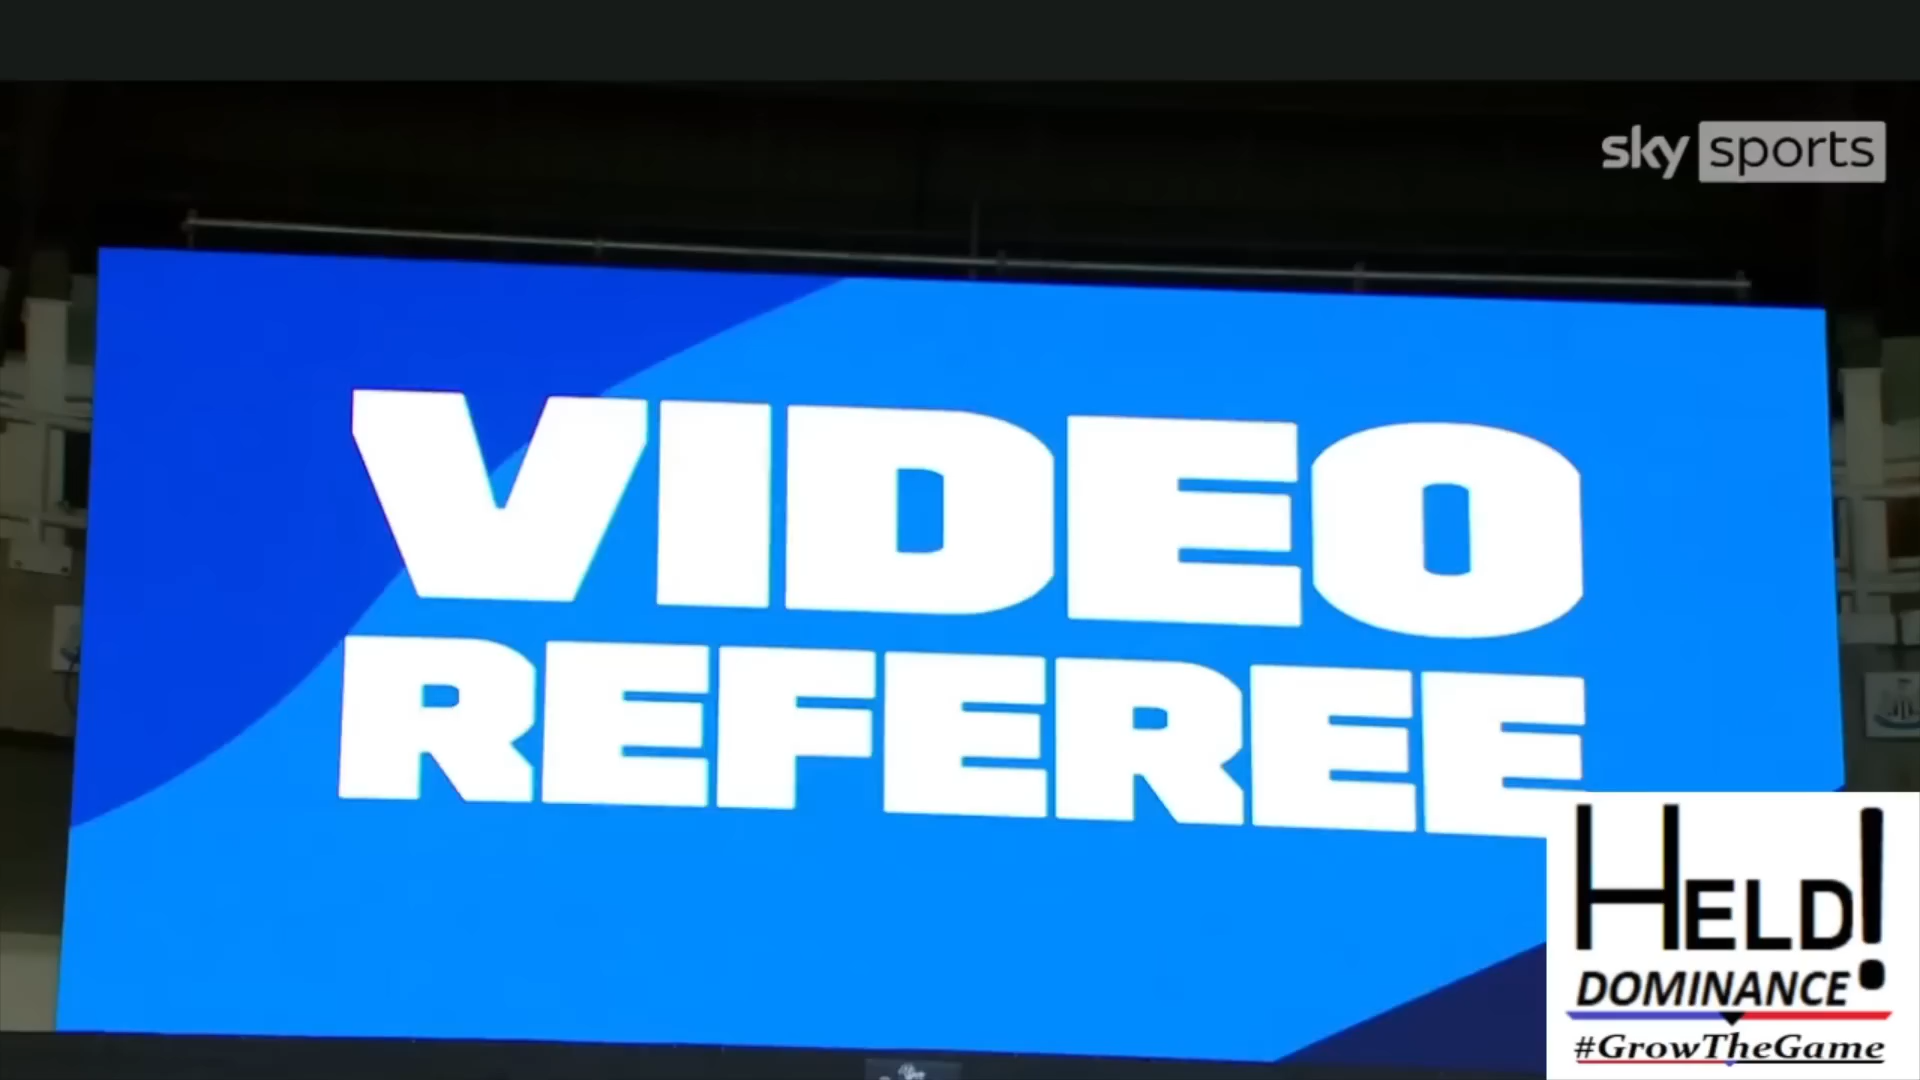 sky sports
VIDEO
REFEREE
HELD!
DOMINANCE
#GrowTheGame